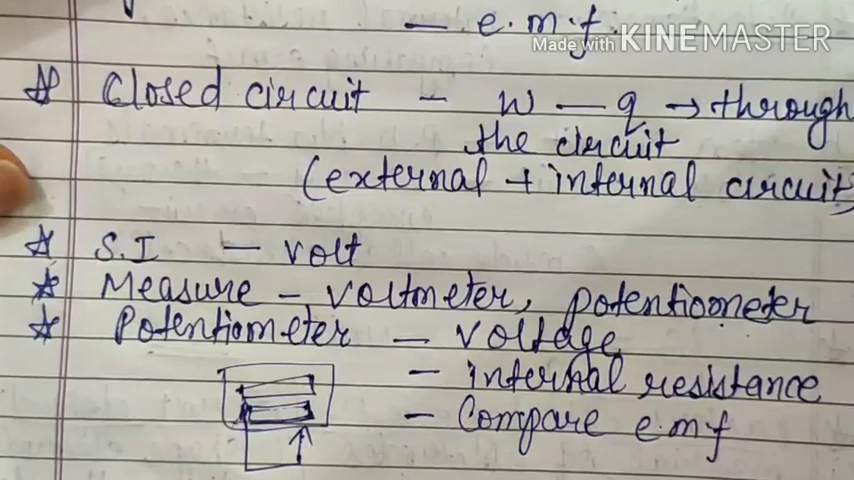 — e.m.f.
Made with KINEMASTER
☆ Closed circuit – W — q → through
the circuit
(external + internal circuit)
☆ S.I — volt
☆ Measure – voltmeter, potentiometer
☆ Potentiometer — voltage
– internal resistance
– Compare e.m.f